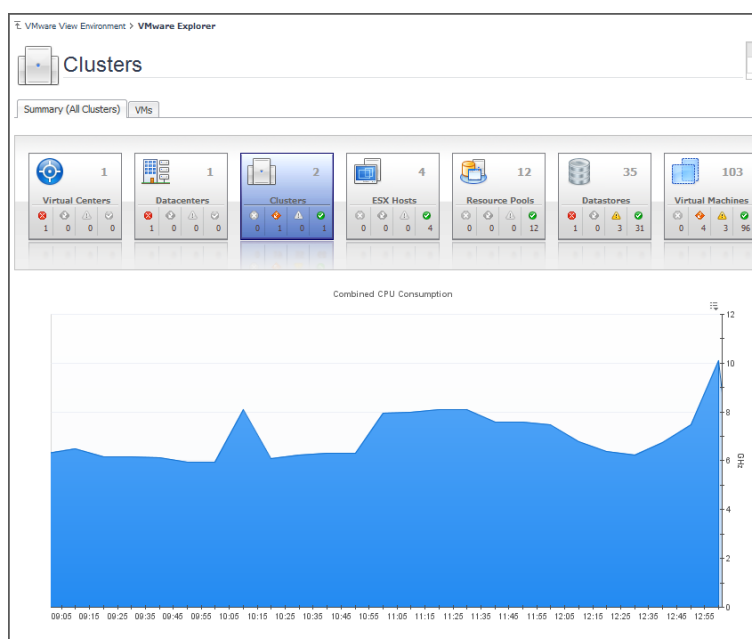 VMware View Environment > VMware Explorer
Clusters
Summary (All Clusters) VMs
1 1 2 4 12 35 103
Virtual Centers Datacenters Clusters ESX Hosts Resource Pools Datastores Virtual Machines
1 0 0 0 1 0 0 0 0 1 0 1 0 0 0 4 0 0 0 12 1 0 3 31 0 4 3 96
Combined CPU Consumption
12
10
8
6
GHz
4
2
0
09:05 09:15 09:25 09:35 09:45 09:55 10:05 10:15 10:25 10:35 10:45 10:55 11:05 11:15 11:25 11:35 11:45 11:55 12:05 12:15 12:25 12:35 12:45 12:55